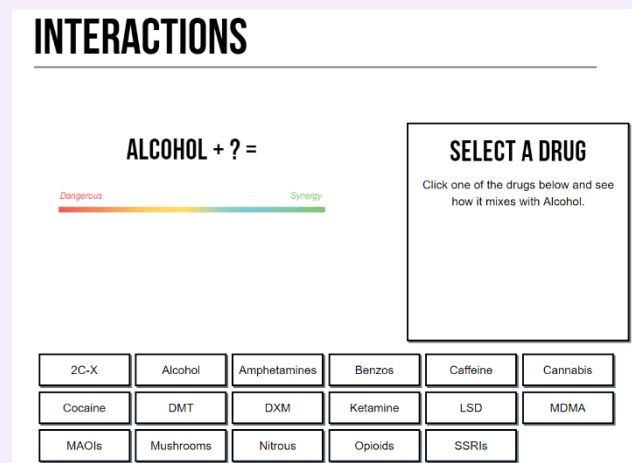 INTERACTIONS
ALCOHOL + ? =
Dangerous Synergy
SELECT A DRUG
Click one of the drugs below and see
how it mixes with Alcohol.
2C-X Alcohol Amphetamines Benzos Caffeine Cannabis
Cocaine DMT DXM Ketamine LSD MDMA
MAOIs Mushrooms Nitrous Opioids SSRIs